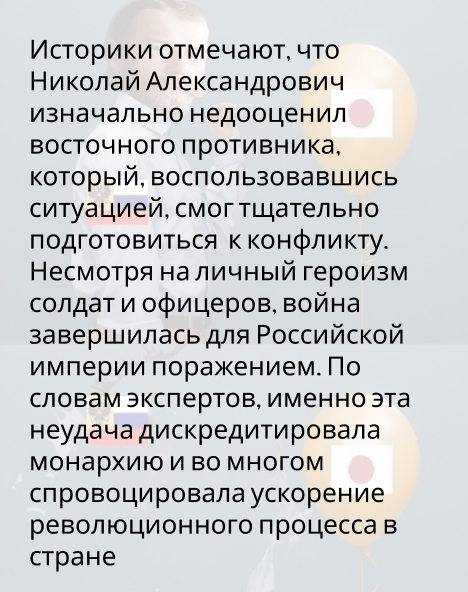 Историки отмечают, что
Николай Александрович
изначально недооценил
восточного противника,
который, воспользовавшись
ситуацией, смог тщательно
подготовиться к конфликту.
Несмотря на личный героизм
солдат и офицеров, война
завершилась для Российской
империи поражением. По
словам экспертов, именно эта
неудача дискредитировала
монархию и во многом
спровоцировала ускорение
революционного процесса в
стране